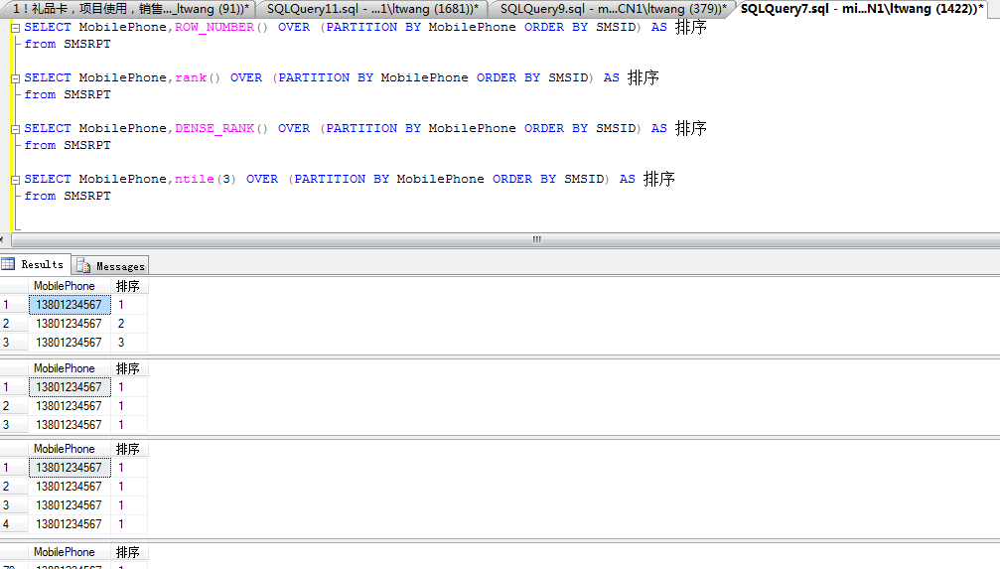 1！礼品卡，项目使用，销售..._ltwang (91))* SQLQuery11.sql - ...1\ltwang (1681))* SQLQuery9.sql - m...CN1\ltwang (379))* SQLQuery7.sql - mi...N1\ltwang (1422))*
SELECT MobilePhone,ROW_NUMBER() OVER (PARTITION BY MobilePhone ORDER BY SMSID) AS 排序
from SMSRPT
SELECT MobilePhone,rank() OVER (PARTITION BY MobilePhone ORDER BY SMSID) AS 排序
from SMSRPT
SELECT MobilePhone,DENSE_RANK() OVER (PARTITION BY MobilePhone ORDER BY SMSID) AS 排序
from SMSRPT
SELECT MobilePhone,ntile(3) OVER (PARTITION BY MobilePhone ORDER BY SMSID) AS 排序
from SMSRPT
Results Messages
MobilePhone 排序
1 13801234567 1
2 13801234567 2
3 13801234567 3
MobilePhone 排序
1 13801234567 1
2 13801234567 1
3 13801234567 1
MobilePhone 排序
1 13801234567 1
2 13801234567 1
3 13801234567 1
4 13801234567 1
MobilePhone 排序